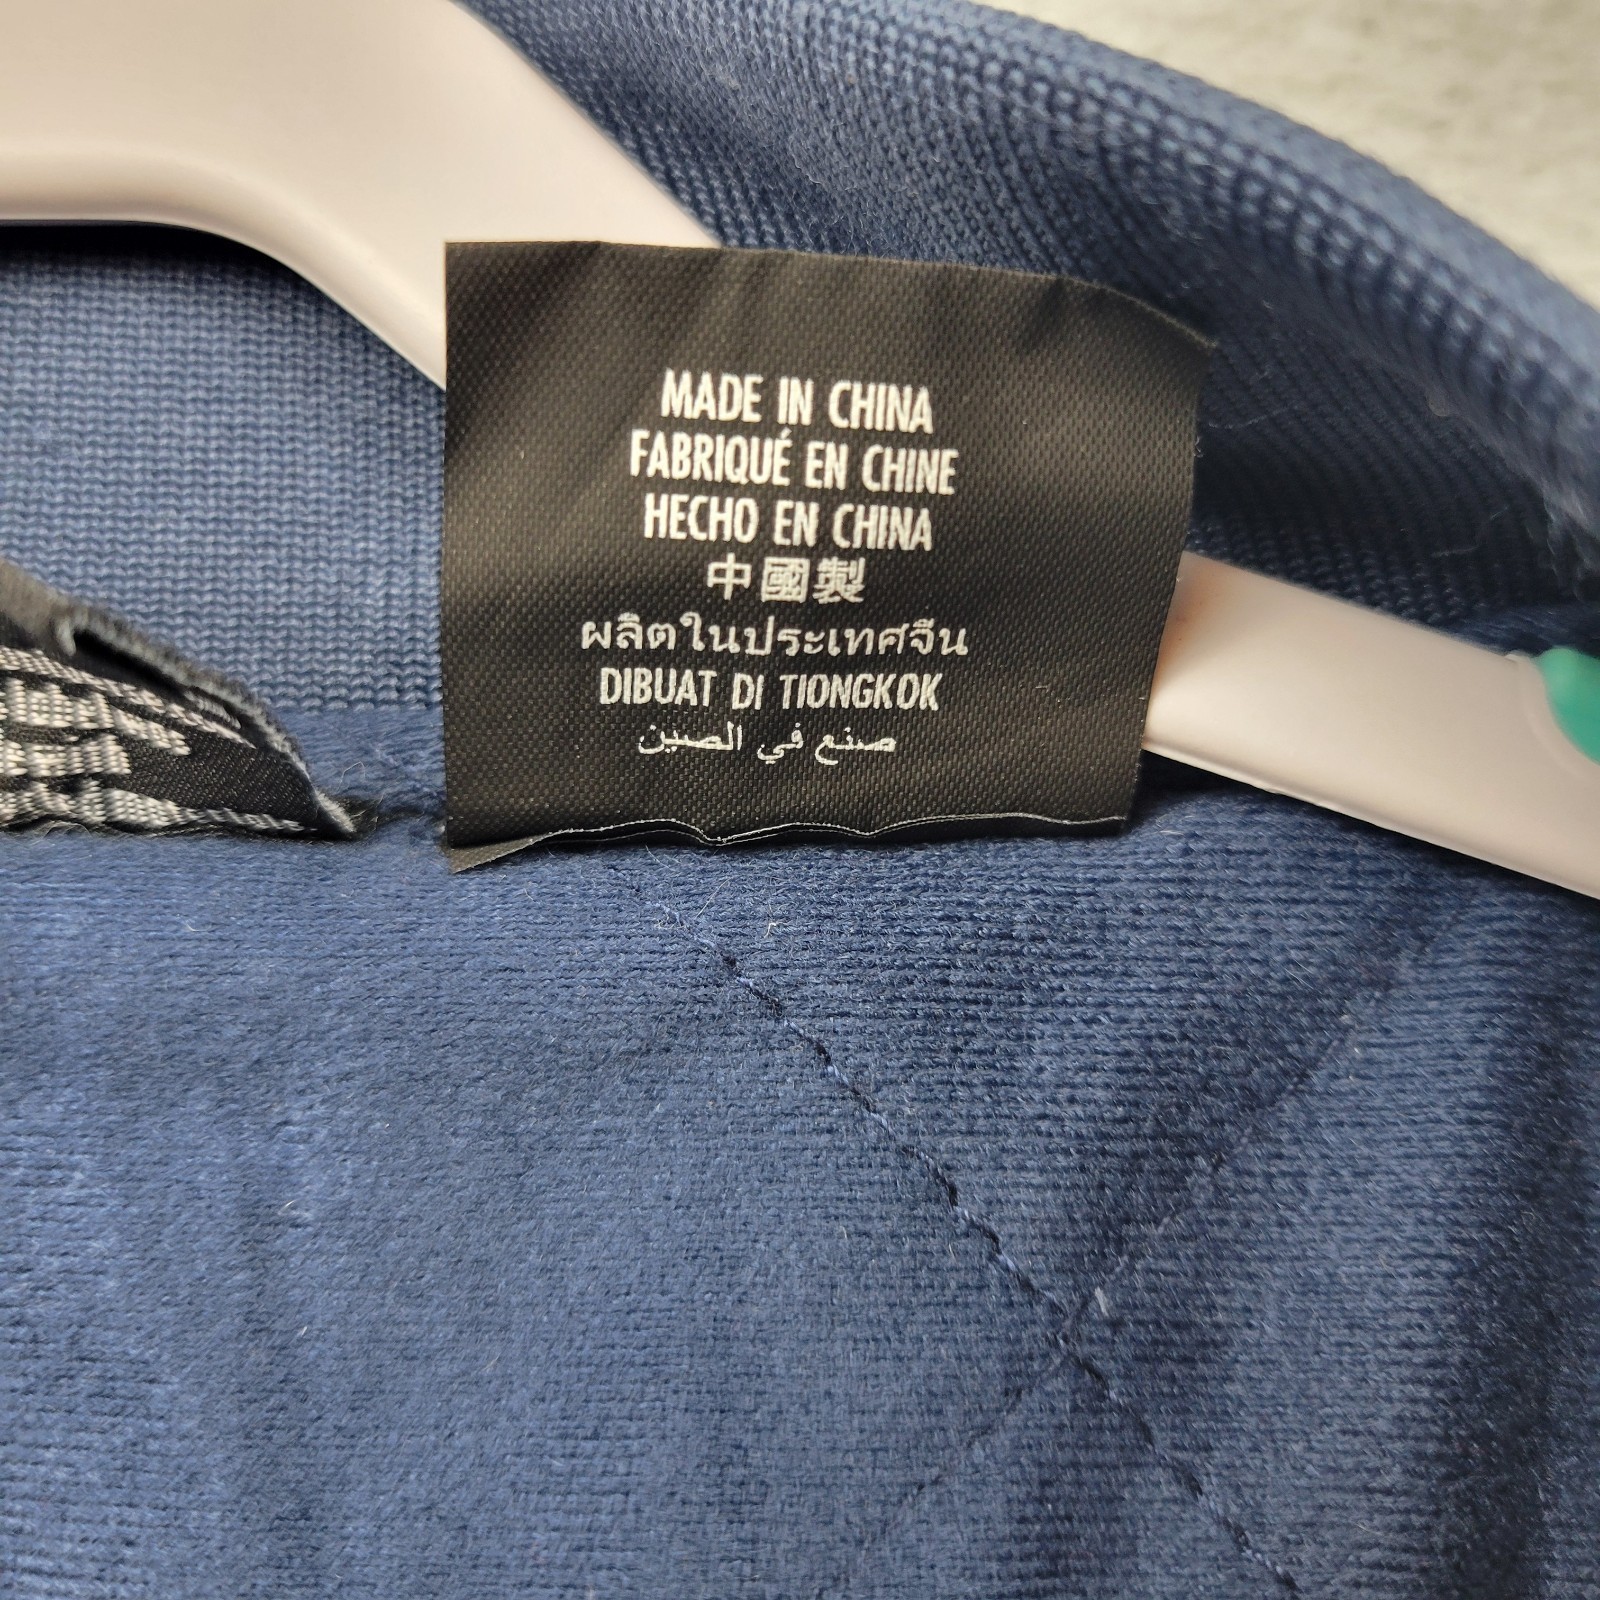 MADE IN CHINA
FABRIQUÉ EN CHINE
HECHO EN CHINA
中國製
ผลิตในประเทศจีน
DIBUAT DI TIONGKOK
صنع في الصين